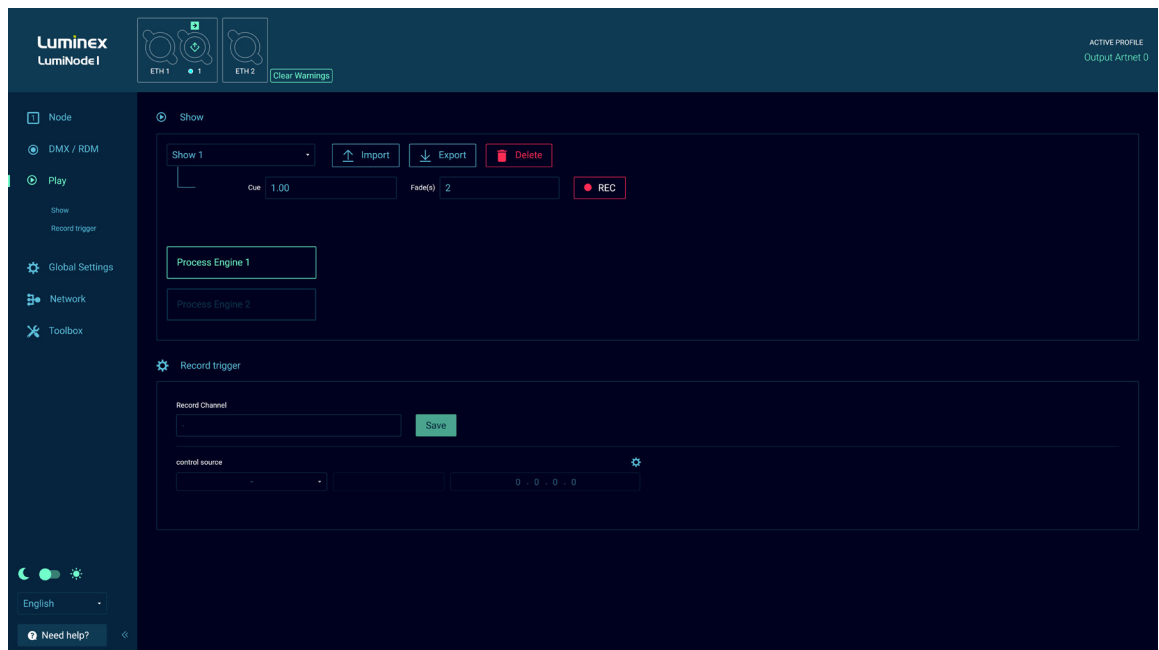 Luminex
LumiNode1
ETH 1
1
ETH 2
Clear Warnings
ACTIVE PROFILE
Output Artnet 0
1 Node
DMX / RDM
Play
Show
Record trigger
Global Settings
Network
Toolbox
English
Need help?
Show
Show 1
Import
Export
Delete
Cue
1.00
Fade(s)
2
REC
Process Engine 1
Process Engine 2
Record trigger
Record Channel
-
Save
control source
-
0 . 0 . 0 . 0